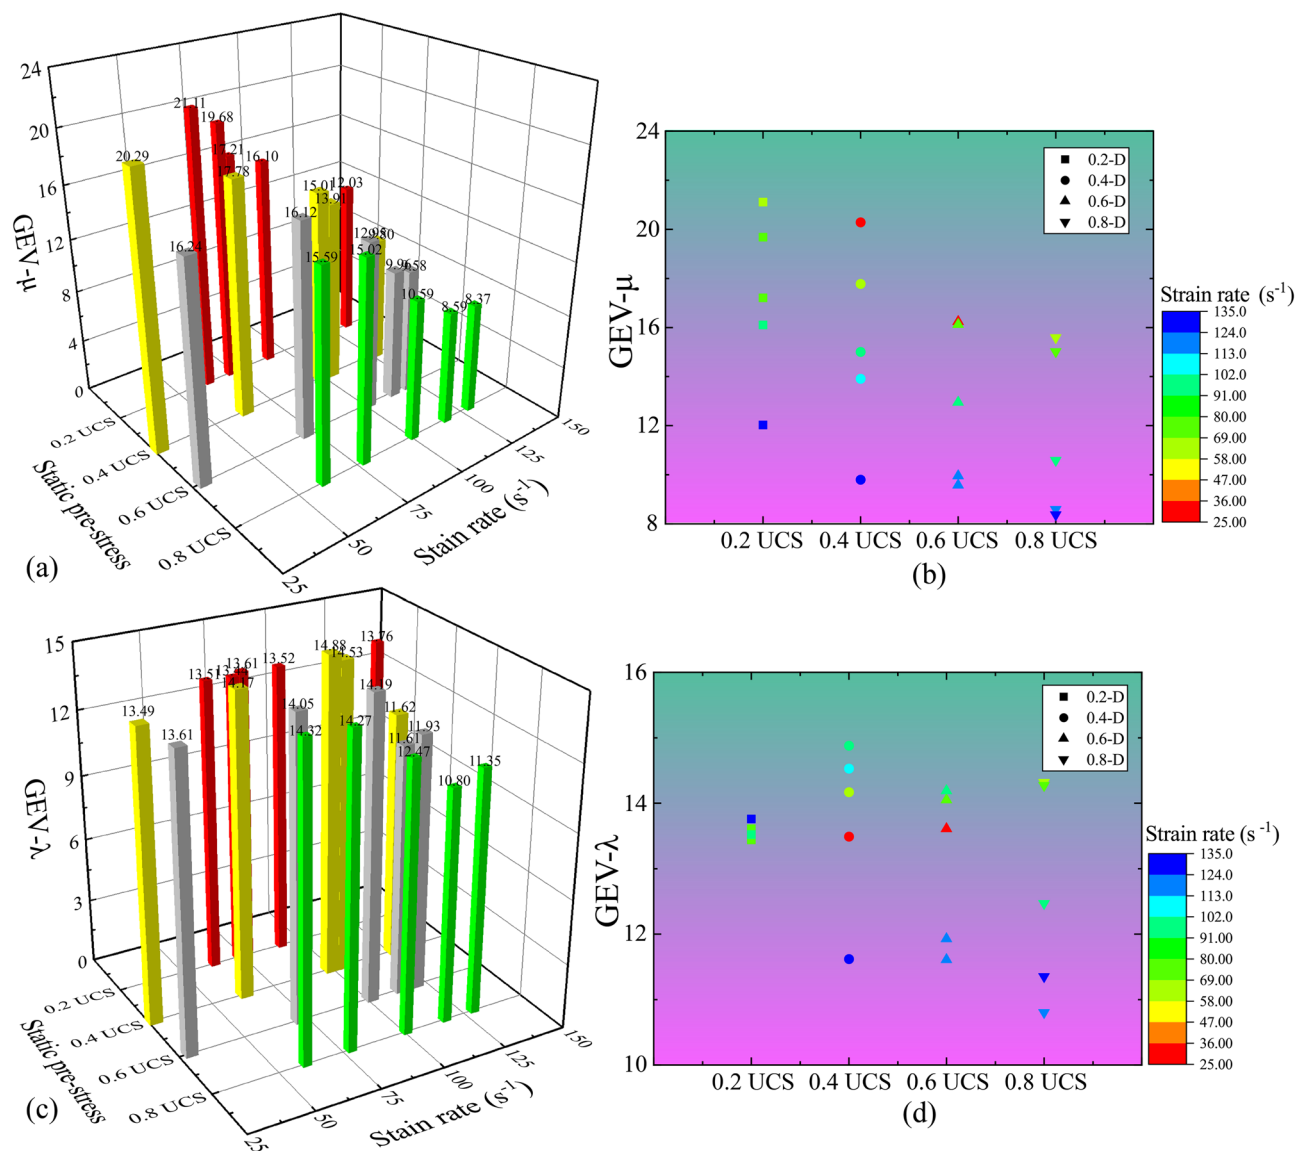 24
20
16
12
8
4
0
GEV-μ
21.11
19.68
17.21
16.10
12.03
20.29
17.78
15.01
13.91
9.80
16.24
16.12
12.95
9.96
9.58
15.59
15.02
10.59
8.59
8.37
0.2 UCS
0.4 UCS
0.6 UCS
0.8 UCS
Static pre-stress
25
50
75
100
125
150
Stain rate (s-1)
(a)
24
20
16
12
8
GEV-μ
0.2-D
0.4-D
0.6-D
0.8-D
0.2 UCS 0.4 UCS 0.6 UCS 0.8 UCS
(b)
Strain rate (s-1)
135.0
124.0
113.0
102.0
91.00
80.00
69.00
58.00
47.00
36.00
25.00
15
12
9
6
3
0
GEV-λ
13.51
13.61
13.52
13.76
13.49
14.17
14.88
14.53
11.62
13.61
14.05
14.19
11.61
11.93
14.32
14.27
12.47
10.80
11.35
0.2 UCS
0.4 UCS
0.6 UCS
0.8 UCS
Static pre-stress
25
50
75
100
125
150
Stain rate (s-1)
(c)
16
14
12
10
GEV-λ
0.2-D
0.4-D
0.6-D
0.8-D
0.2 UCS 0.4 UCS 0.6 UCS 0.8 UCS
(d)
Strain rate (s-1)
135.0
124.0
113.0
102.0
91.00
80.00
69.00
58.00
47.00
36.00
25.00